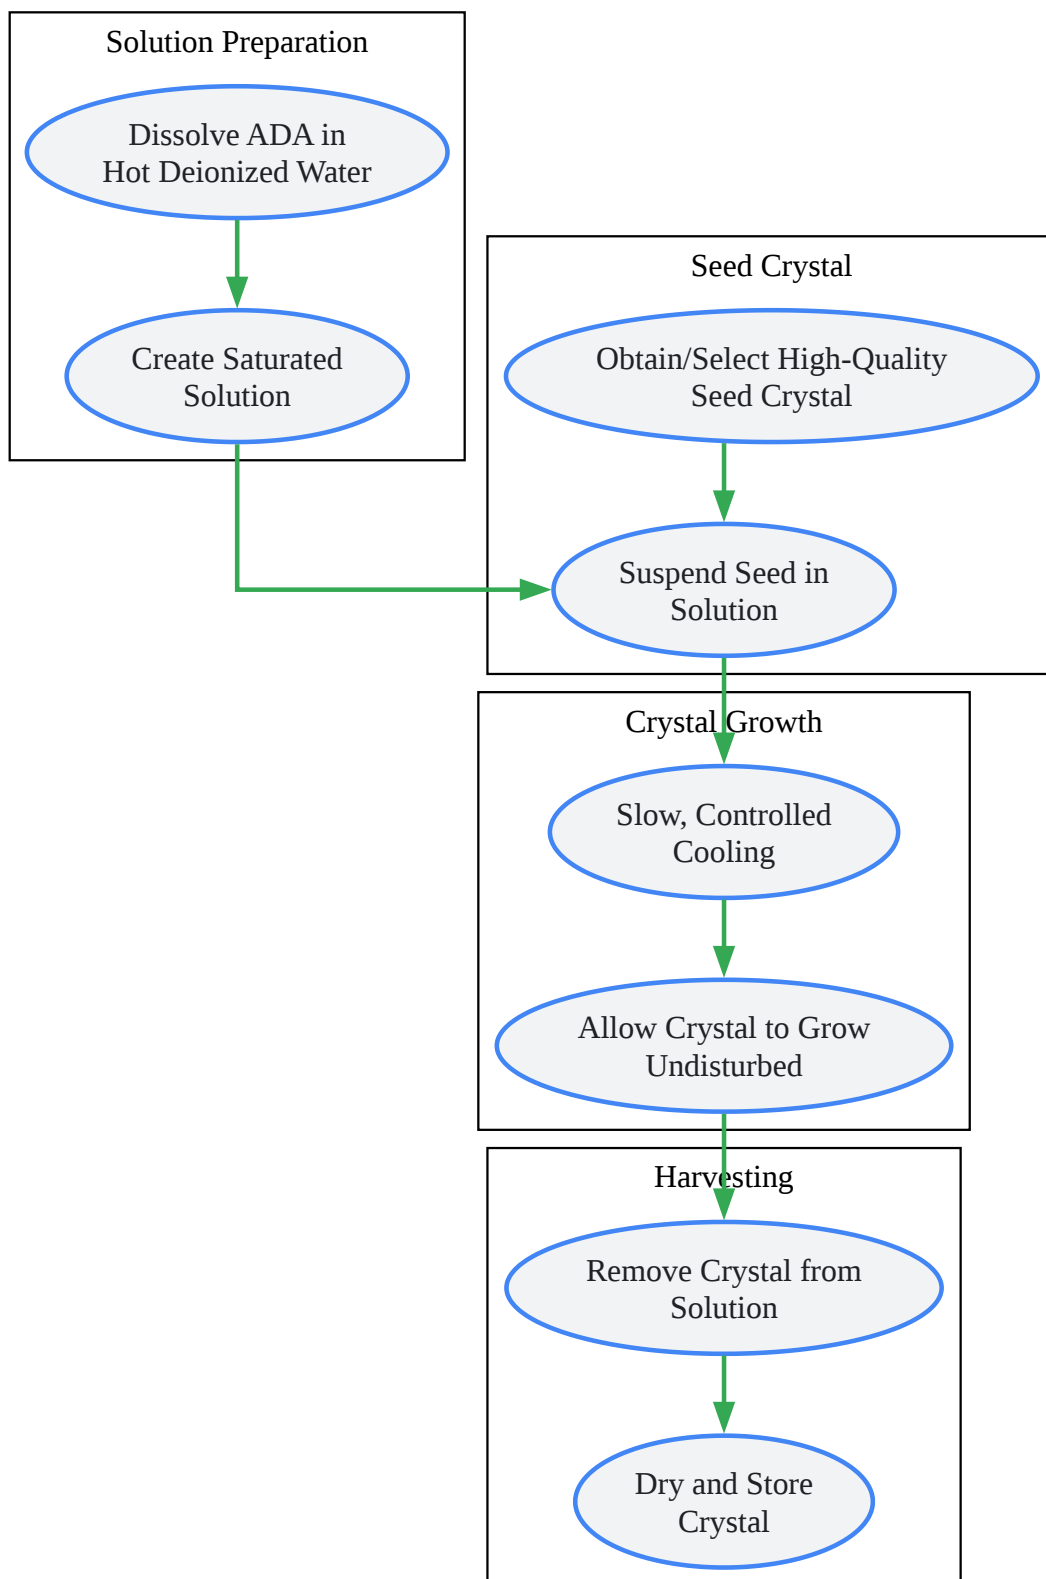 Solution Preparation
Dissolve ADA in
Hot Deionized Water
Create Saturated
Solution
Seed Crystal
Obtain/Select High-Quality
Seed Crystal
Suspend Seed in
Solution
Crystal Growth
Slow, Controlled
Cooling
Allow Crystal to Grow
Undisturbed
Harvesting
Remove Crystal from
Solution
Dry and Store
Crystal